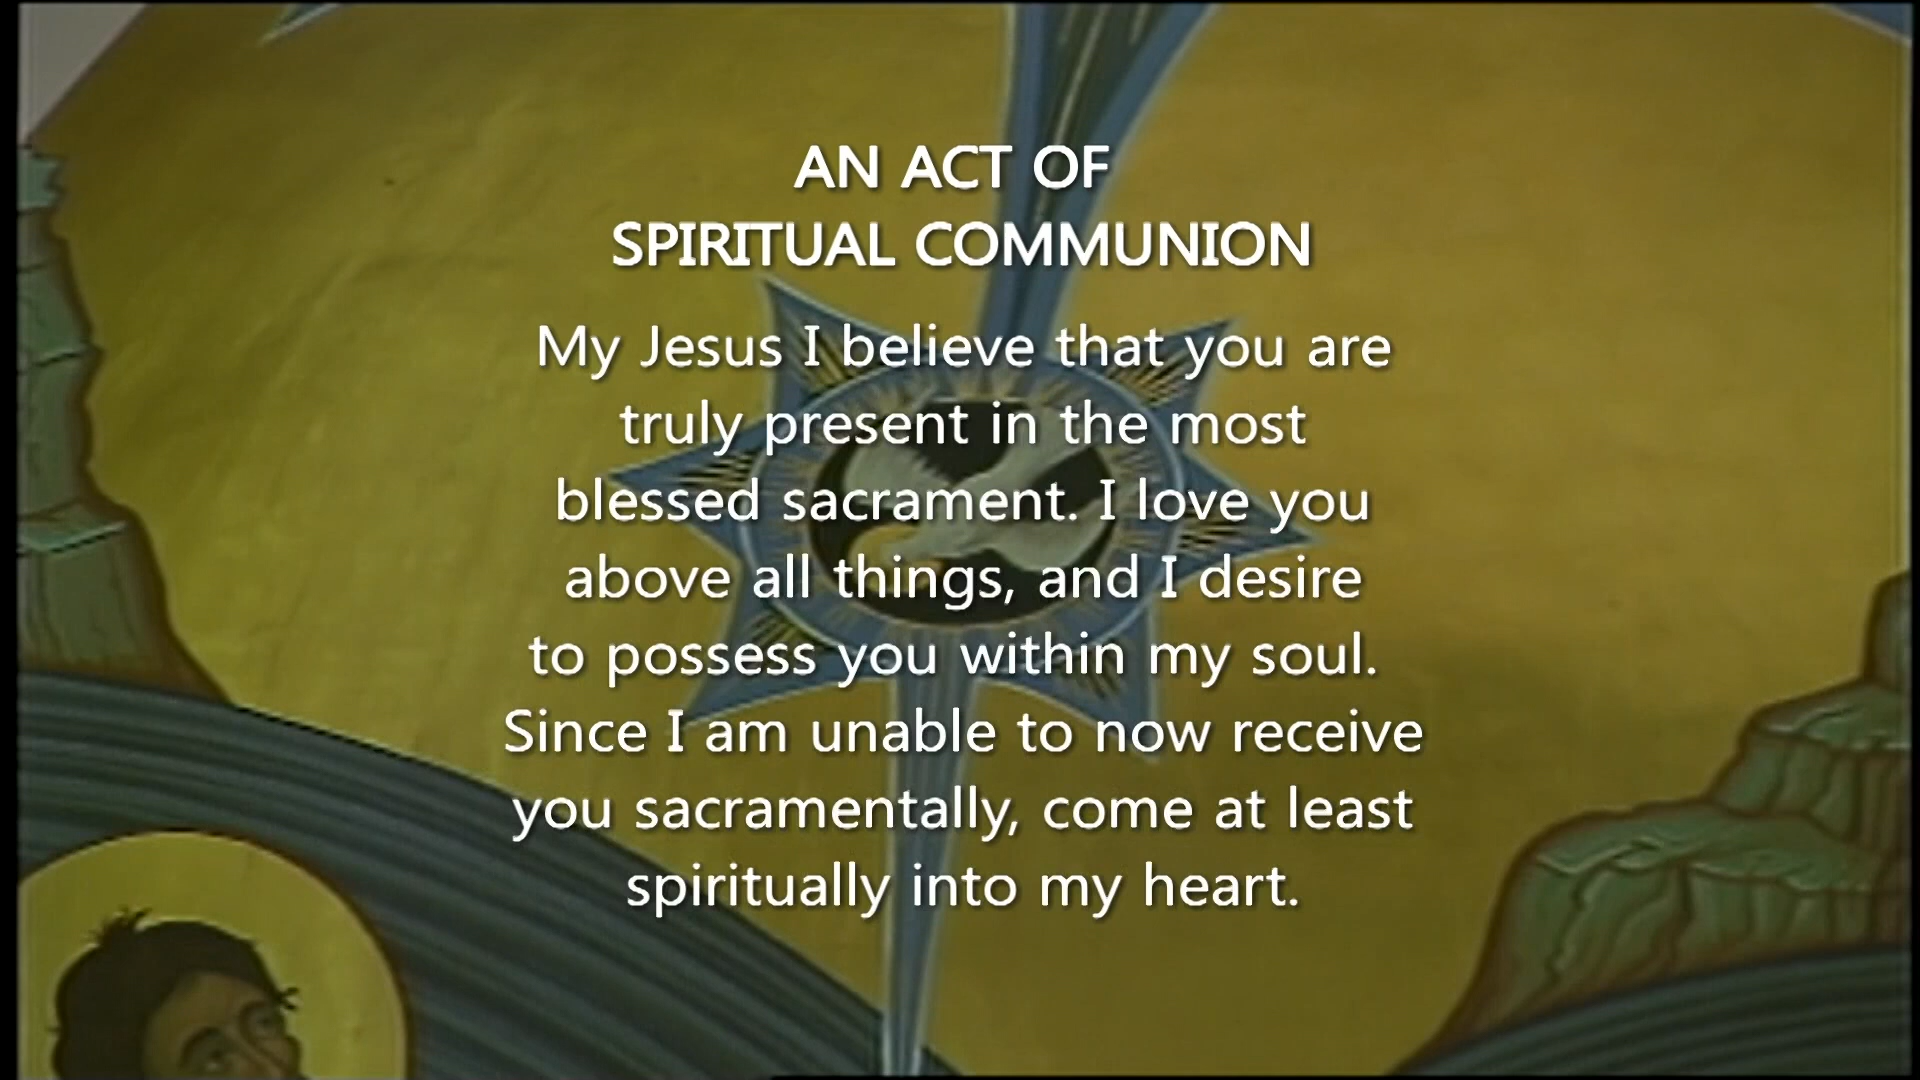 AN ACT OF
SPIRITUAL COMMUNION
My Jesus I believe that you are
truly present in the most
blessed sacrament. I love you
above all things, and I desire
to possess you within my soul.
Since I am unable to now receive
you sacramentally, come at least
spiritually into my heart.